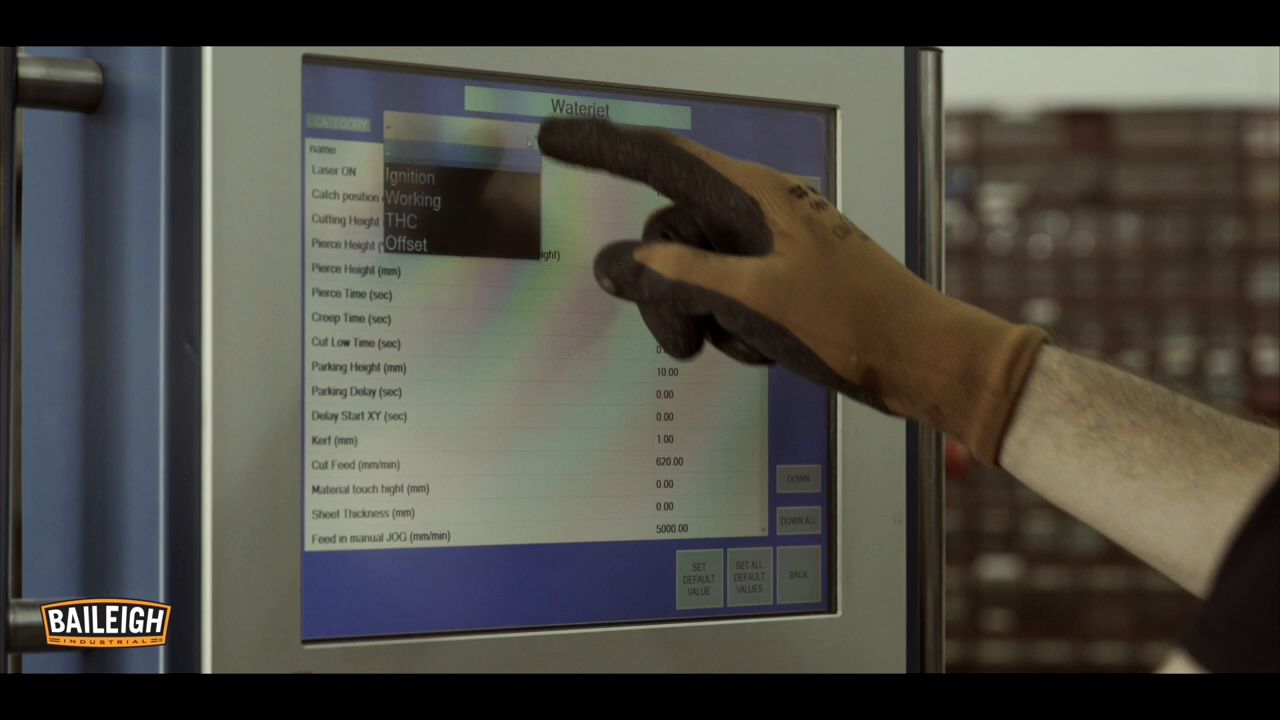 Waterjet
CATEGORY
-
name
Ignition
Laser ON
Working
Catch position
THC
Cutting Height
Offset
Pierce Height
ight)
Pierce Height (mm)
Pierce Time (sec)
Creep Time (sec)
Cut Low Time (sec)
Parking Height (mm) 10.00
Parking Delay (sec) 0.00
Delay Start XY (sec) 0.00
Kerf (mm) 1.00
Cut Feed (mm/min) 620.00
Material touch hight (mm) 0.00
Sheet Thickness (mm) 0.00
Feed in manual JOG (mm/min) 5000.00
DOWN
DOWN ALL
SET DEFAULT VALUE
SET ALL DEFAULT VALUES
BACK
BAILEIGH
INDUSTRIAL